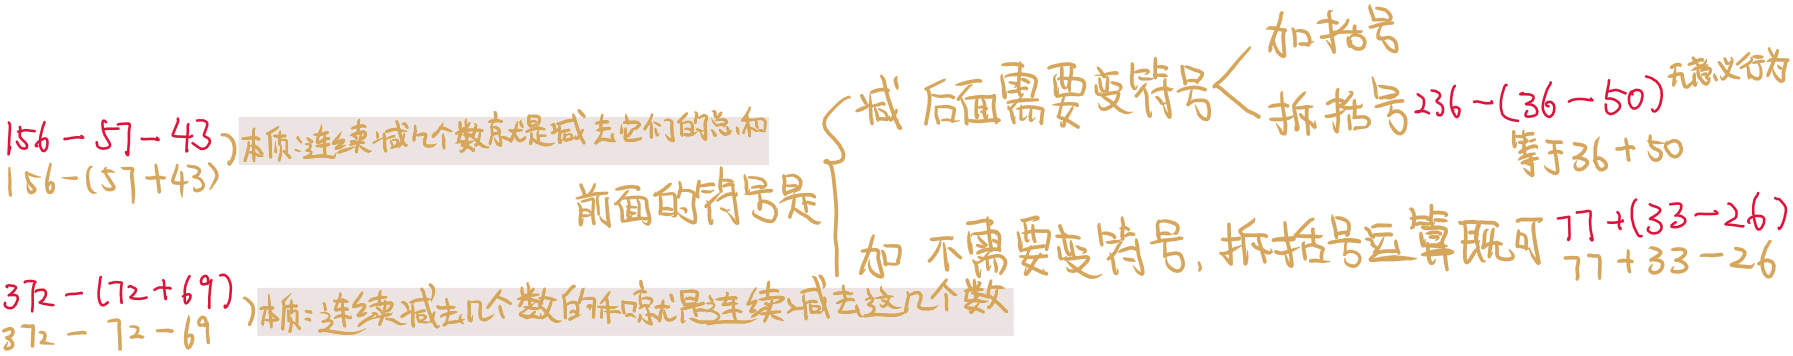 156-57-43
156-(57+43)
本质:连续减几个数就是减去它们的总和
372-(72+69)
372-72-69
本质:连续减去几个数的和就是连续减去这几个数
前面的符号是
减 后面需要变符号
加括号
拆括号 236-(36-50) 无意义行为
等于36+50
加 不需要变符号,拆括号运算既可 77+(33-26)
77+33-26